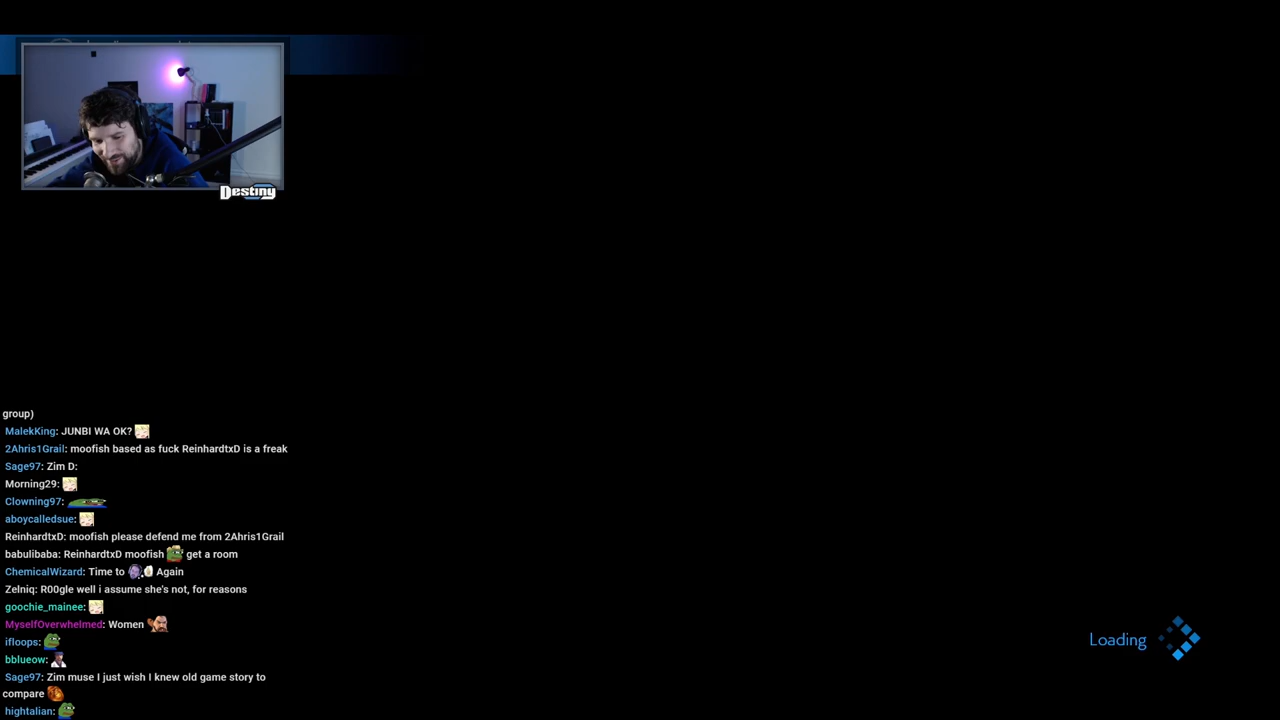 Destiny
group)
MalekKing: JUNBI WA OK?
2Ahris1Grail: moofish based as fuck ReinhardtxD is a freak
Sage97: Zim D:
Morning29:
Clowning97:
aboycalledsue:
ReinhardtxD: moofish please defend me from 2Ahris1Grail
babulibaba: ReinhardtxD moofish get a room
ChemicalWizard: Time to Again
Zelniq: R00gle well i assume she's not, for reasons
goochie_mainee:
MyselfOverwhelmed: Women
ifloops:
bblueow:
Sage97: Zim muse I just wish I knew old game story to
compare
hightalian:
Loading